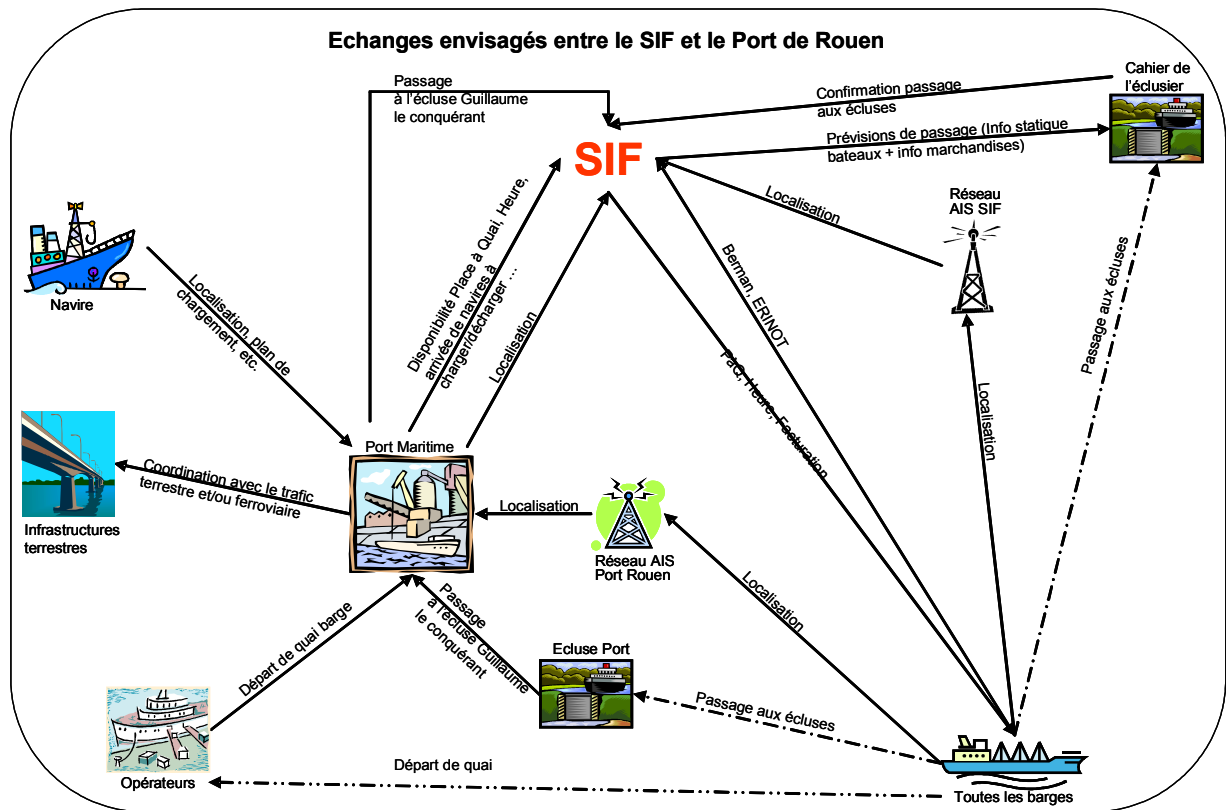 Echanges envisagés entre le SIF et le Port de Rouen
Passage
à l'écluse Guillaume
le conquérant
Confirmation passage
aux écluses
Cahier de
l'éclusier
SIF
Prévisions de passage (Info statique
bateaux + info marchandises)
Localisation
Réseau
AIS SIF
Navire
Localisation, plan de
chargement, etc.
Disponibilité Place à Quai, Heure,
arrivée de navires à
charger/décharger ...
Localisation
Berman, ERINOT
PàQ, Heure, Facturation
Passage aux écluses
Localisation
Port Maritime
Coordination avec le trafic
terrestre et/ou ferroviaire
Infrastructures
terrestres
Localisation
Réseau AIS
Port Rouen
Localisation
Départ de quai barge
Passage
à l'écluse Guillaume
le conquérant
Ecluse Port
Passage aux écluses
Opérateurs
Départ de quai
Toutes les barges